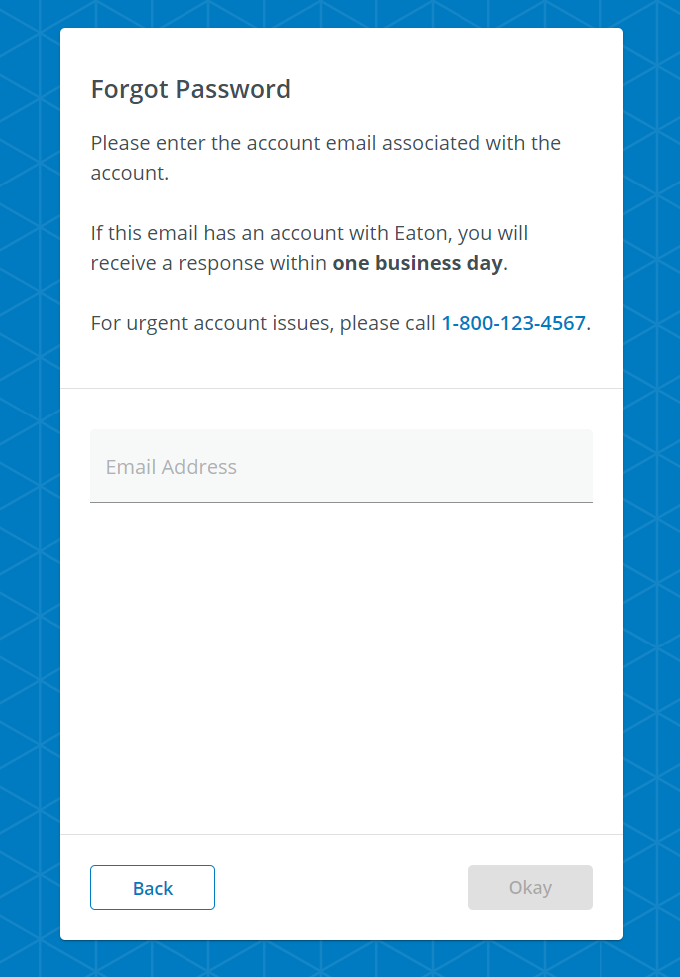 Forgot Password
Please enter the account email associated with the
account.
If this email has an account with Eaton, you will
receive a response within one business day.
For urgent account issues, please call 1-800-123-4567.
Email Address
Back
Okay